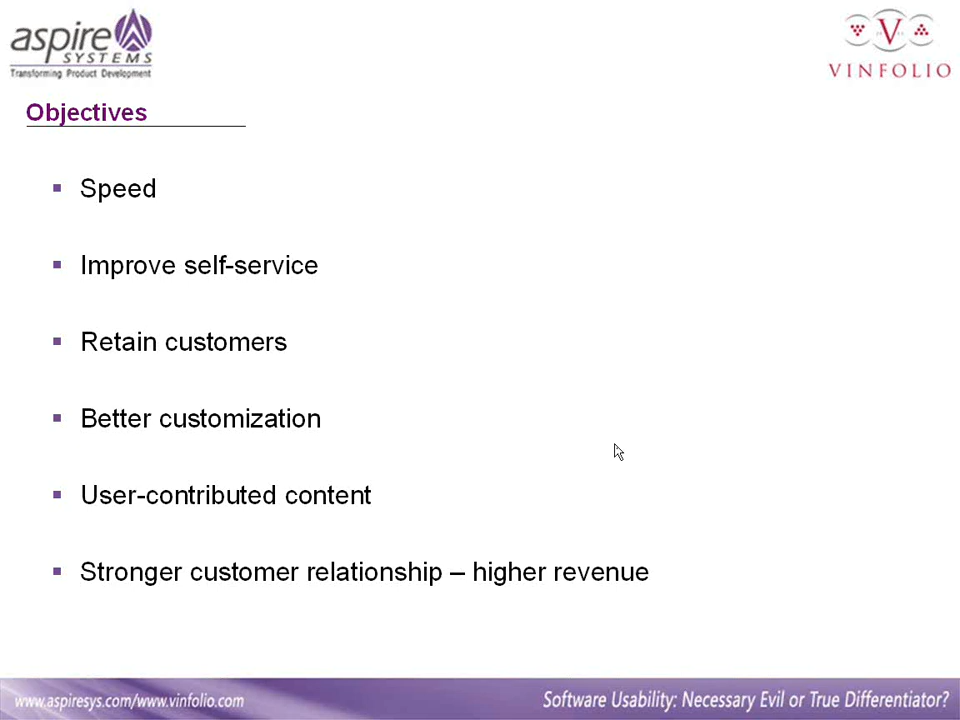 aspire
SYSTEMS
Transforming Product Development
V
VINFOLIO
Objectives
Speed
Improve self-service
Retain customers
Better customization
User-contributed content
Stronger customer relationship – higher revenue
www.aspiresys.com/www.vinfolio.com
Software Usability: Necessary Evil or True Differentiator?